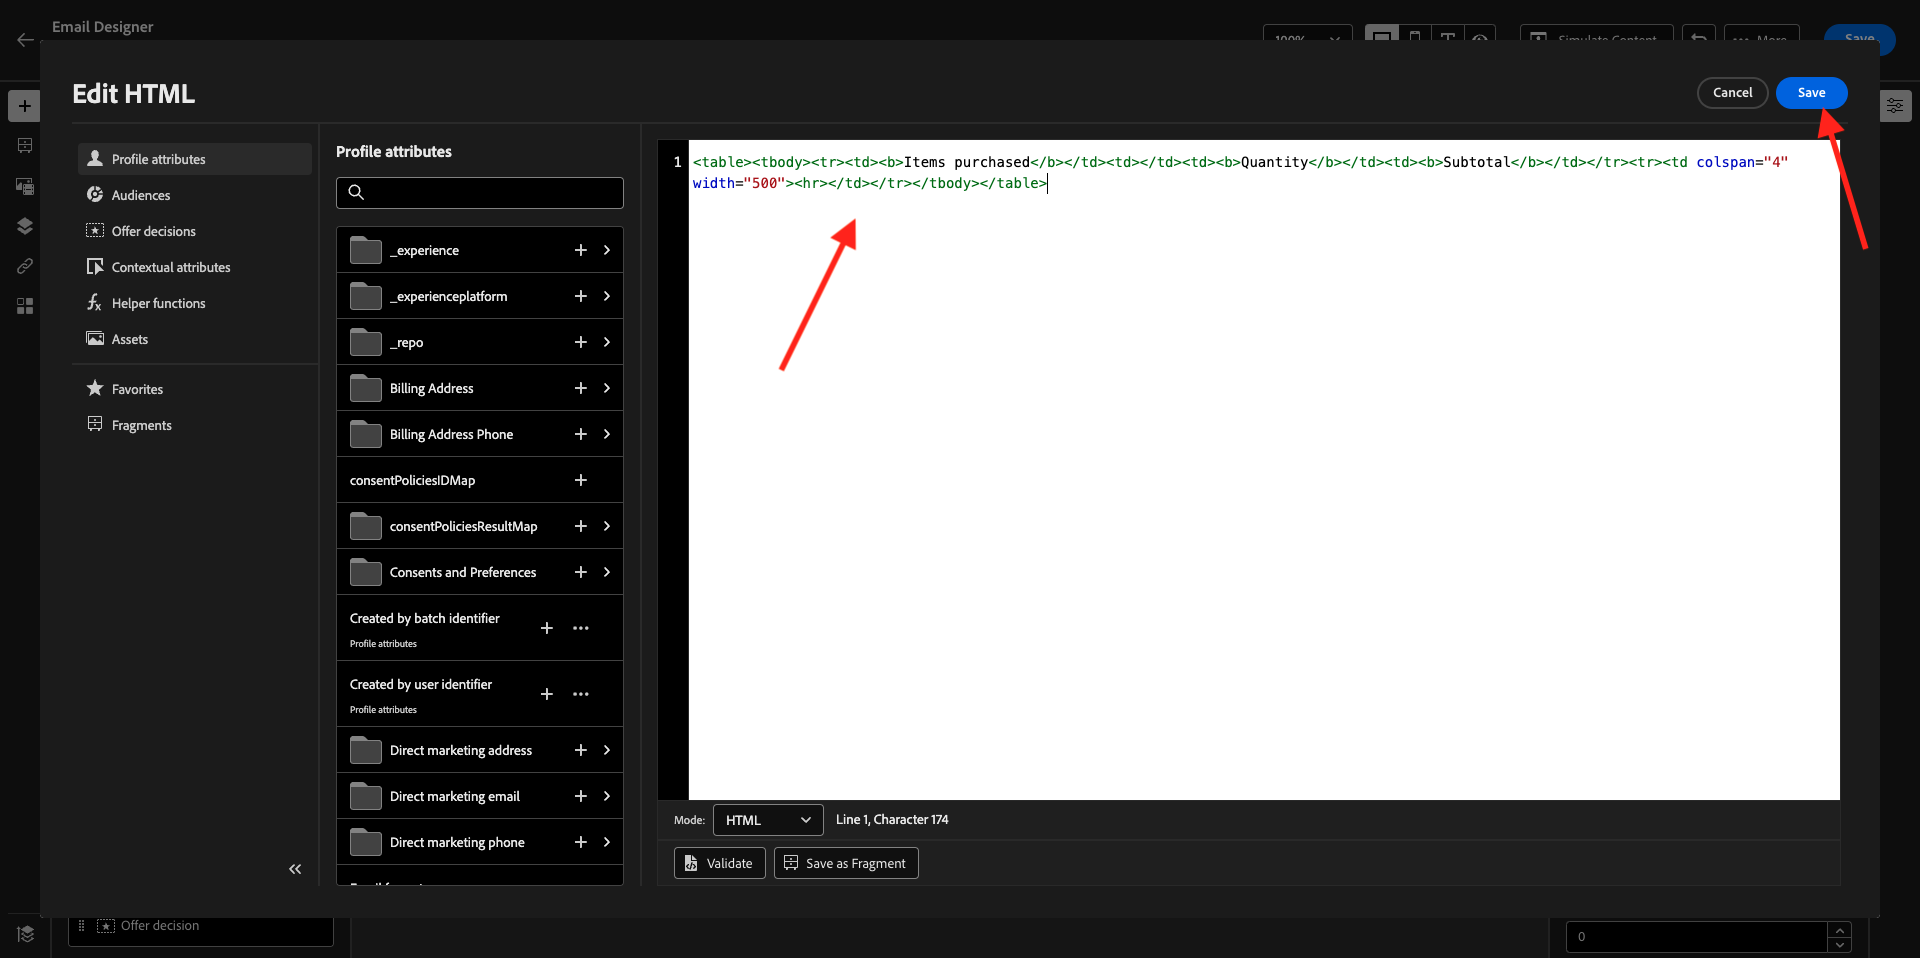 Email Designer
100%
Simulate Content
More
Save
Edit HTML
Cancel
Save
Profile attributes
Audiences
Offer decisions
Contextual attributes
Helper functions
Assets
Favorites
Fragments
Profile attributes
_experience
_experienceplatform
_repo
Billing Address
Billing Address Phone
consentPoliciesIDMap
consentPoliciesResultMap
Consents and Preferences
Created by batch identifier
Profile attributes
Created by user identifier
Profile attributes
Direct marketing address
Direct marketing email
Direct marketing phone
1 <table><tbody><tr><td><b>Items purchased</b></td><td></td><td><b>Quantity</b></td><td><b>Subtotal</b></td></tr><tr><td colspan="4"
width="500"><hr></td></tr></tbody></table>
Mode: HTML Line 1, Character 174
Validate
Save as Fragment
Offer decision
0